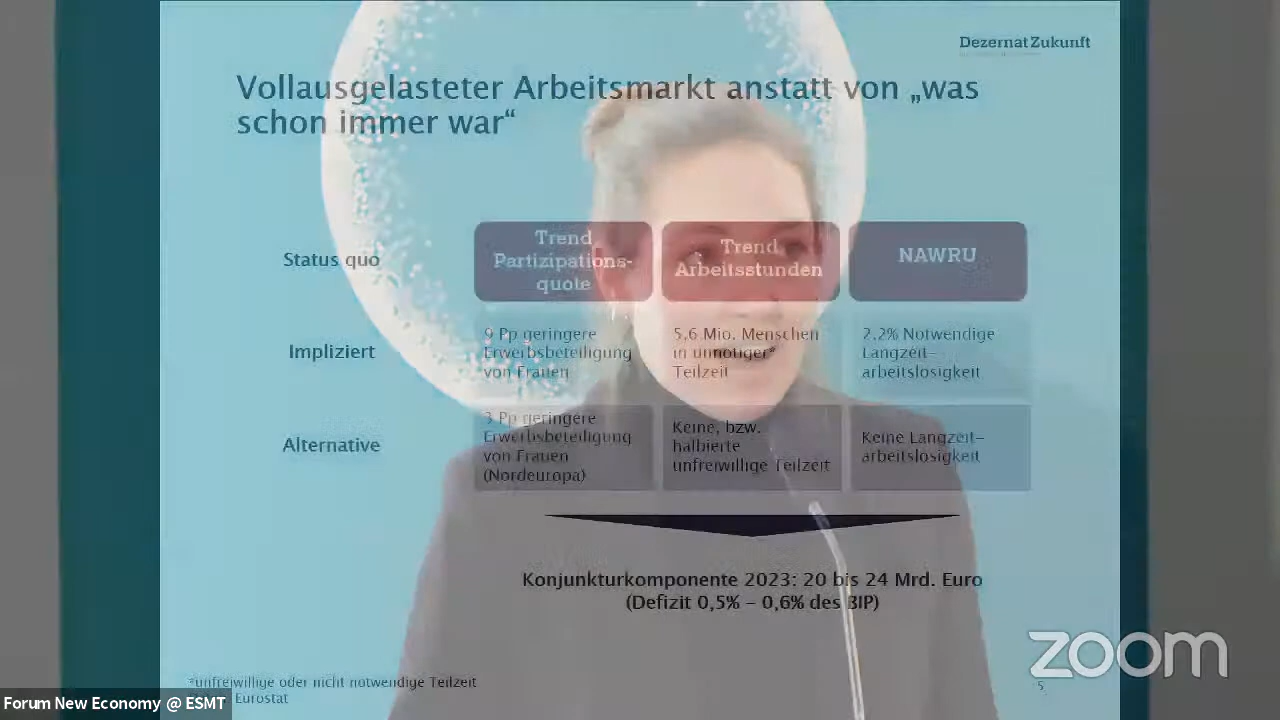 Dezernat Zukunft
Vollausgelasteter Arbeitsmarkt anstatt von „was
schon immer war“
Status quo
Trend
Partizipations-
quote
Trend
Arbeitsstunden
NAWRU
Impliziert
9 Pp geringere
Erwerbsbeteiligung
von Frauen
5,6 Mio. Menschen
in unnötiger*
Teilzeit
2,2% Notwendige
Langzeit-
arbeitslosigkeit
Alternative
3 Pp geringere
Erwerbsbeteiligung
von Frauen
(Nordeuropa)
Keine, bzw.
halbierte
unfreiwillige Teilzeit
Keine Langzeit-
arbeitslosigkeit
Konjunkturkomponente 2023: 20 bis 24 Mrd. Euro
(Defizit 0,5% – 0,6% des BIP)
*unfreiwillige oder nicht notwendige Teilzeit
Eurostat
5
zoom
Forum New Economy @ ESMT